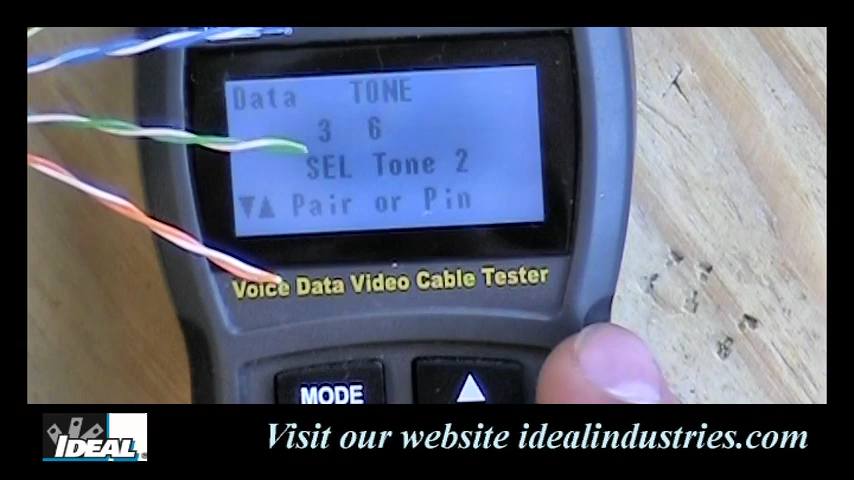 Data TONE
3 6
SEL Tone 2
▼▲ Pair or Pin
Voice Data Video Cable Tester
MODE
▲
IDEAL
Visit our website idealindustries.com